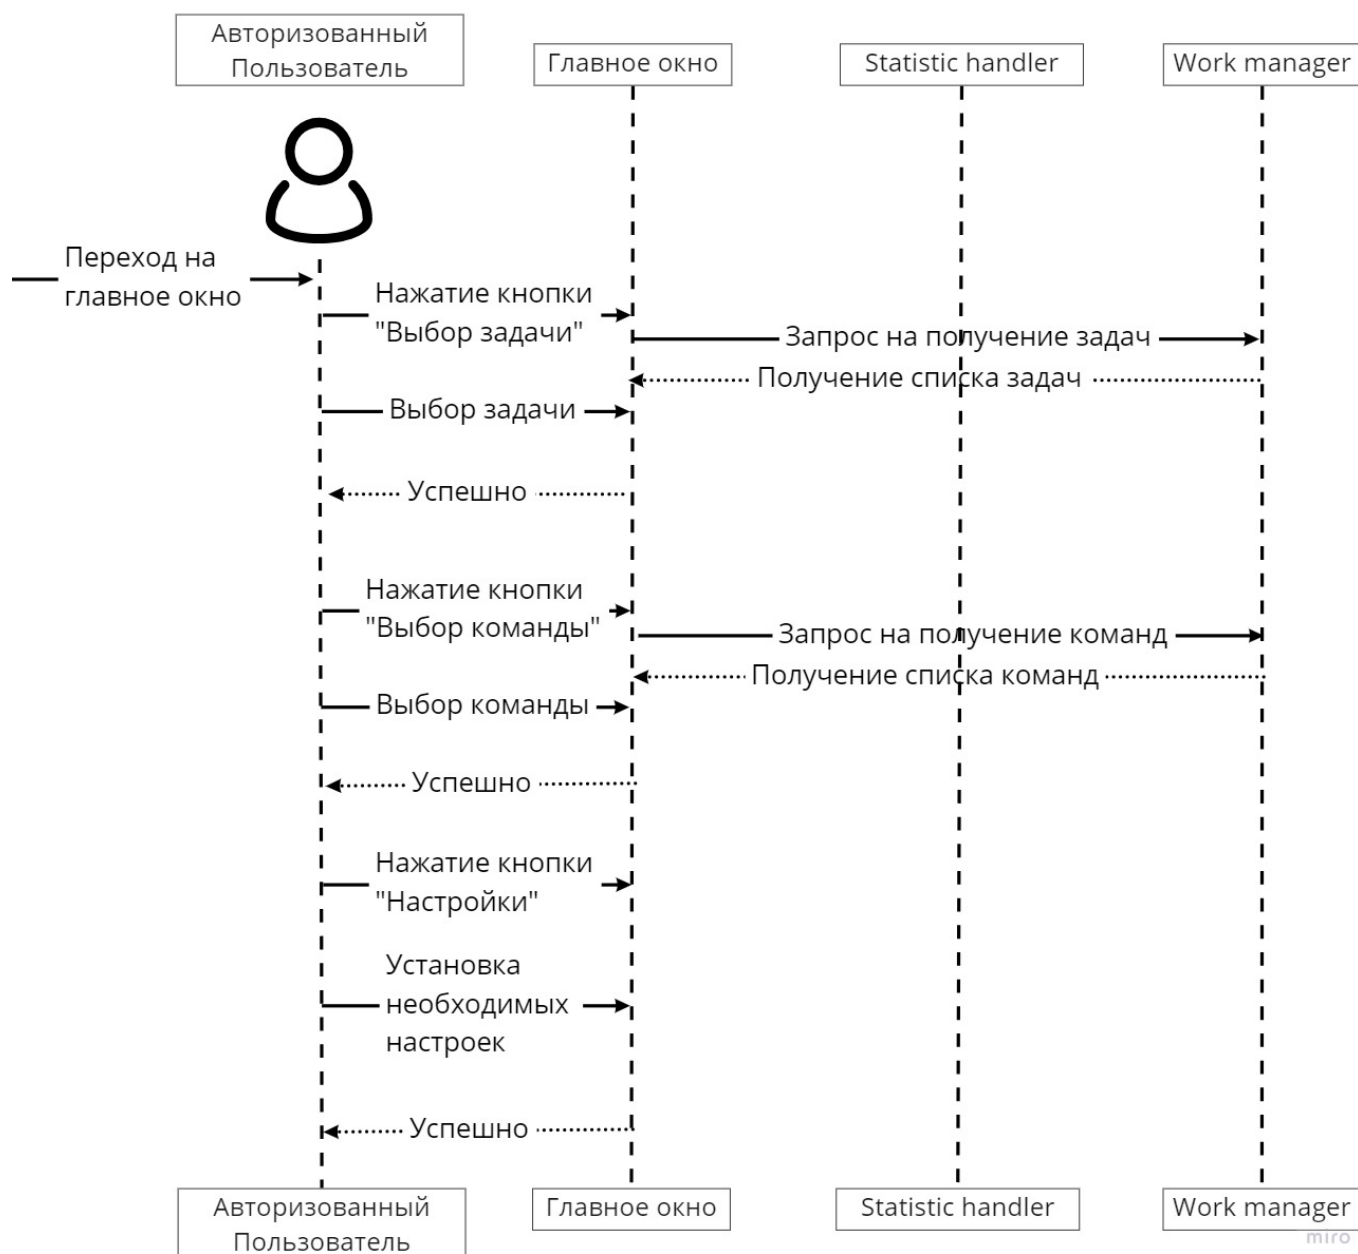 Авторизованный
Пользователь
Главное окно
Statistic handler
Work manager
Переход на
главное окно
Нажатие кнопки
"Выбор задачи"
Запрос на получение задач
Получение списка задач
Выбор задачи
Успешно
Нажатие кнопки
"Выбор команды"
Запрос на получение команд
Получение списка команд
Выбор команды
Успешно
Нажатие кнопки
"Настройки"
Установка
необходимых
настроек
Успешно
Авторизованный
Пользователь
Главное окно
Statistic handler
Work manager
miro